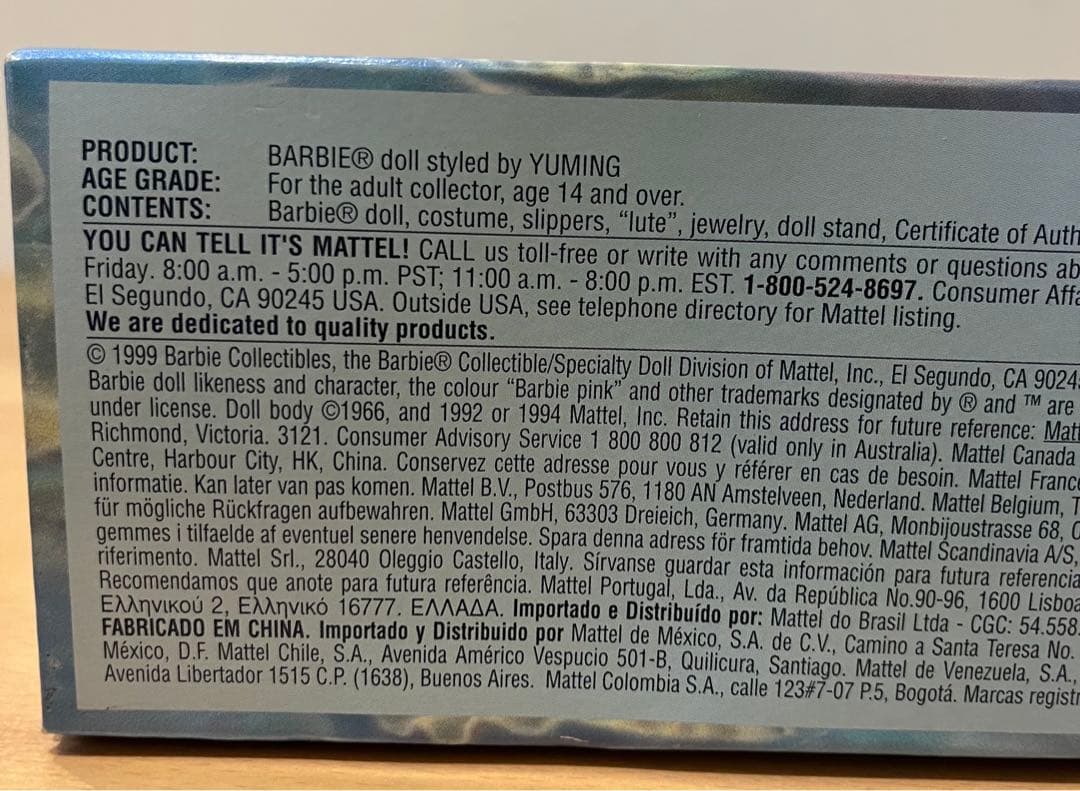 PRODUCT: BARBIE® doll styled by YUMING
AGE GRADE: For the adult collector, age 14 and over.
CONTENTS: Barbie® doll, costume, slippers, “lute”, jewelry, doll stand, Certificate of Auth
YOU CAN TELL IT'S MATTEL! CALL us toll-free or write with any comments or questions ab
Friday. 8:00 a.m. - 5:00 p.m. PST; 11:00 a.m. - 8:00 p.m. EST. 1-800-524-8697. Consumer Affa
El Segundo, CA 90245 USA. Outside USA, see telephone directory for Mattel listing.
We are dedicated to quality products.
© 1999 Barbie Collectibles, the Barbie® Collectible/Specialty Doll Division of Mattel, Inc., El Segundo, CA 90245
Barbie doll likeness and character, the colour “Barbie pink” and other trademarks designated by ® and ™ are
under license. Doll body ©1966, and 1992 or 1994 Mattel, Inc. Retain this address for future reference: Matt
Richmond, Victoria. 3121. Consumer Advisory Service 1 800 800 812 (valid only in Australia). Mattel Canada
Centre, Harbour City, HK, China. Conservez cette adresse pour vous y référer en cas de besoin. Mattel France
informatie. Kan later van pas komen. Mattel B.V., Postbus 576, 1180 AN Amstelveen, Nederland. Mattel Belgium, T
für mögliche Rückfragen aufbewahren. Mattel GmbH, 63303 Dreieich, Germany. Mattel AG, Monbijoustrasse 68, C
gemmes i tilfaelde af eventuel senere henvendelse. Spara denna adress för framtida behov. Mattel Scandinavia A/S,
riferimento. Mattel Srl., 28040 Oleggio Castello, Italy. Sírvanse guardar esta información para futura referencia
Recomendamos que anote para futura referência. Mattel Portugal, Lda., Av. da República No.90-96, 1600 Lisboa
Ελληνικού 2, Ελληνικό 16777. ΕΛΛΑΔΑ. Importado e Distribuído por: Mattel do Brasil Ltda - CGC: 54.558.
FABRICADO EM CHINA. Importado y Distribuido por Mattel de México, S.A. de C.V., Camino a Santa Teresa No.
México, D.F. Mattel Chile, S.A., Avenida Américo Vespucio 501-B, Quilicura, Santiago. Mattel de Venezuela, S.A.,
Avenida Libertador 1515 C.P. (1638), Buenos Aires. Mattel Colombia S.A., calle 123#7-07 P.5, Bogotá. Marcas registr